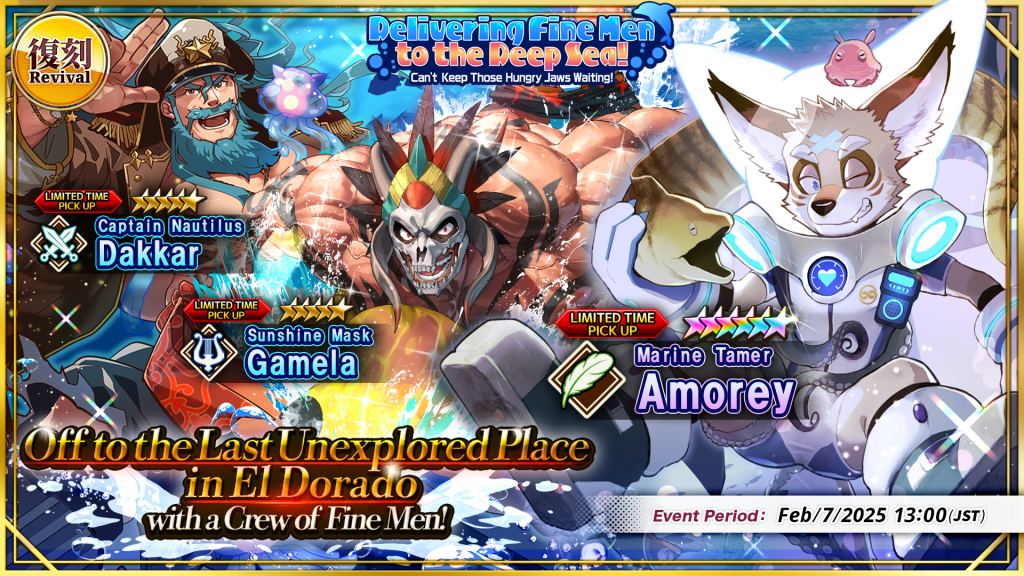 復刻
Revival
Delivering Fine Men
to the Deep Sea!
Can't Keep Those Hungry Jaws Waiting!
LIMITED TIME
PICK UP
Captain Nautilus
Dakkar
LIMITED TIME
PICK UP
Sunshine Mask
Gamela
LIMITED TIME
PICK UP
Marine Tamer
Amorey
Off to the Last Unexplored Place
in El Dorado
with a Crew of Fine Men!
Event Period: Feb/7/2025 13:00(JST)